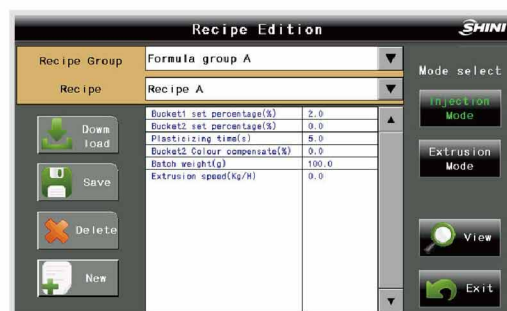 Recipe Edition
SHINI
Recipe Group
Formula group A
Recipe
Recipe A
Mode select
Injection
Mode
Extrusion
Mode
Down
load
Save
Delete
New
Bucket1 set percentage(%) 2.0
Bucket2 set percentage(%) 0.0
Plasticizing time(s) 5.0
Bucket2 Colour compensate(%) 0.0
Batch weight(g) 100.0
Extrusion speed(Kg/H) 0.0
View
Exit